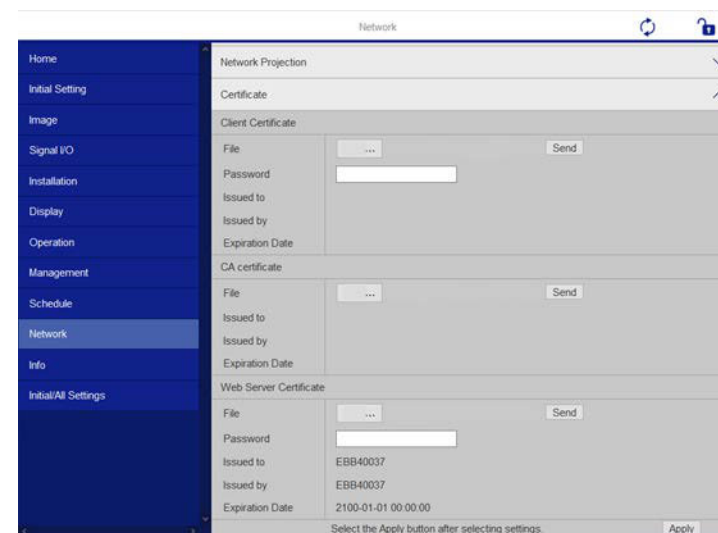 Network
Home
Initial Setting
Image
Signal I/O
Installation
Display
Operation
Management
Schedule
Network
Info
Initial/All Settings
Network Projection
Certificate
Client Certificate
File ... Send
Password
Issued to
Issued by
Expiration Date
CA certificate
File ... Send
Issued to
Issued by
Expiration Date
Web Server Certificate
File ... Send
Password
Issued to EBB40037
Issued by EBB40037
Expiration Date 2100-01-01 00:00:00
Select the Apply button after selecting settings. Apply